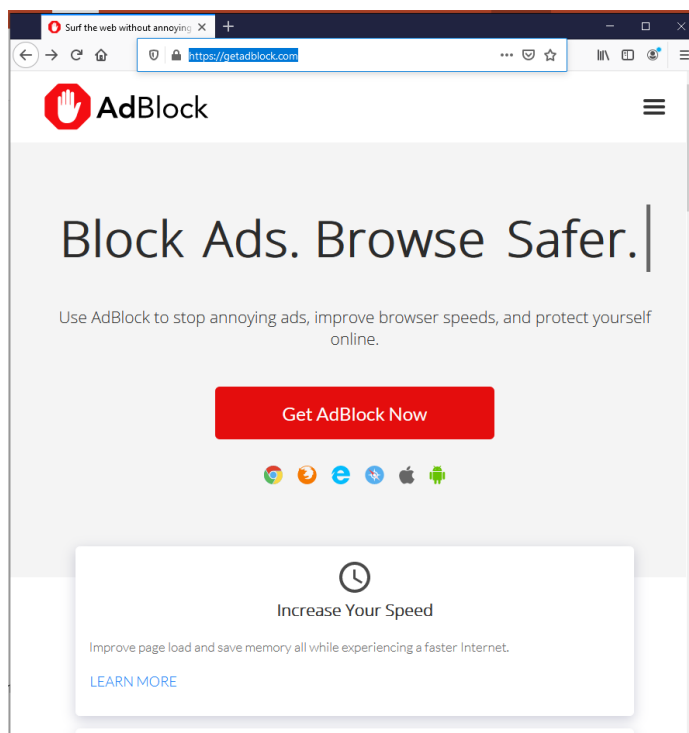 Surf the web without annoying
https://getadblock.com
AdBlock
Block Ads. Browse Safer.
Use AdBlock to stop annoying ads, improve browser speeds, and protect yourself
online.
Get AdBlock Now
Increase Your Speed
Improve page load and save memory all while experiencing a faster Internet.
LEARN MORE